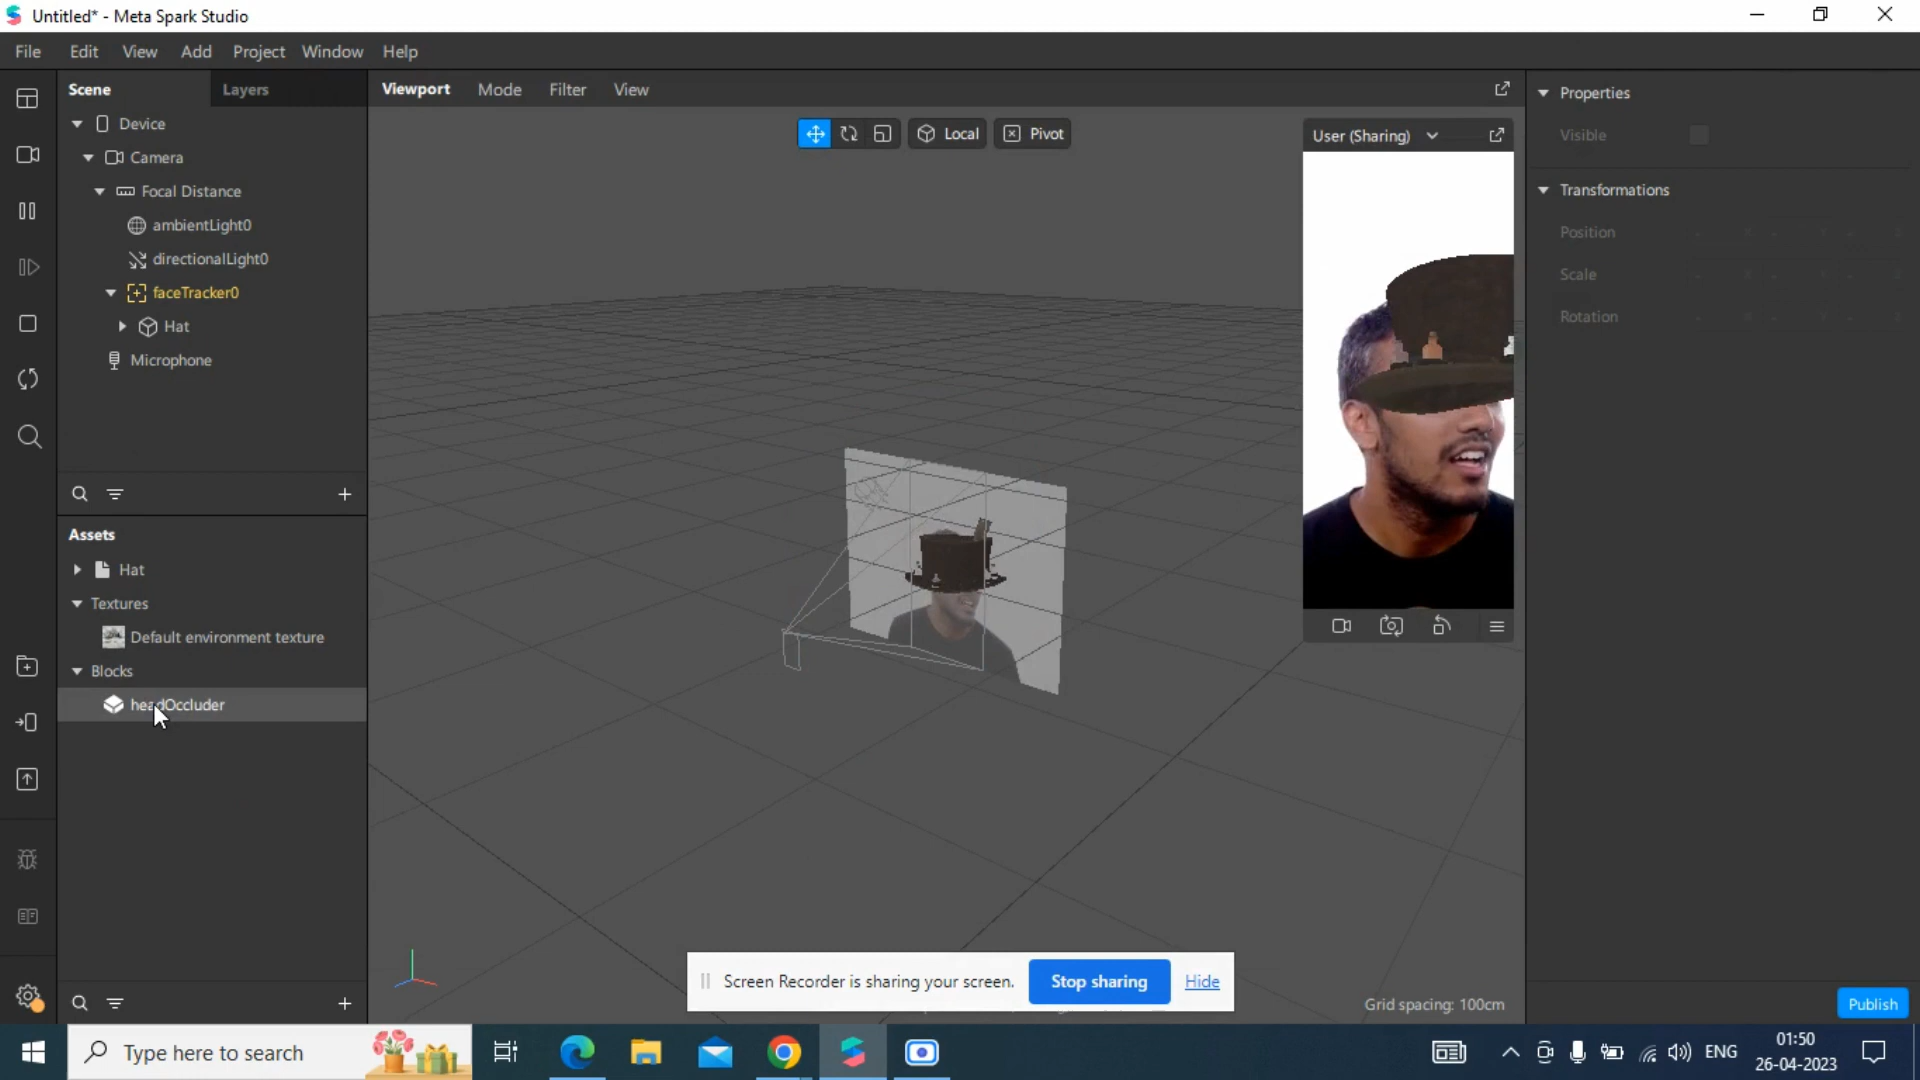 Untitled* - Meta Spark Studio
File Edit View Add Project Window Help
Scene
Layers
Device
Camera
Focal Distance
ambientLight0
directionalLight0
faceTracker0
Hat
Microphone
Assets
Hat
Textures
Default environment texture
Blocks
headOccluder
Viewport Mode Filter View
Local
Pivot
User (Sharing)
Properties
Visible
Transformations
Position
Scale
Rotation
Screen Recorder is sharing your screen.
Stop sharing
Hide
Grid spacing: 100cm
Publish
Type here to search
ENG
01:50
26-04-2023